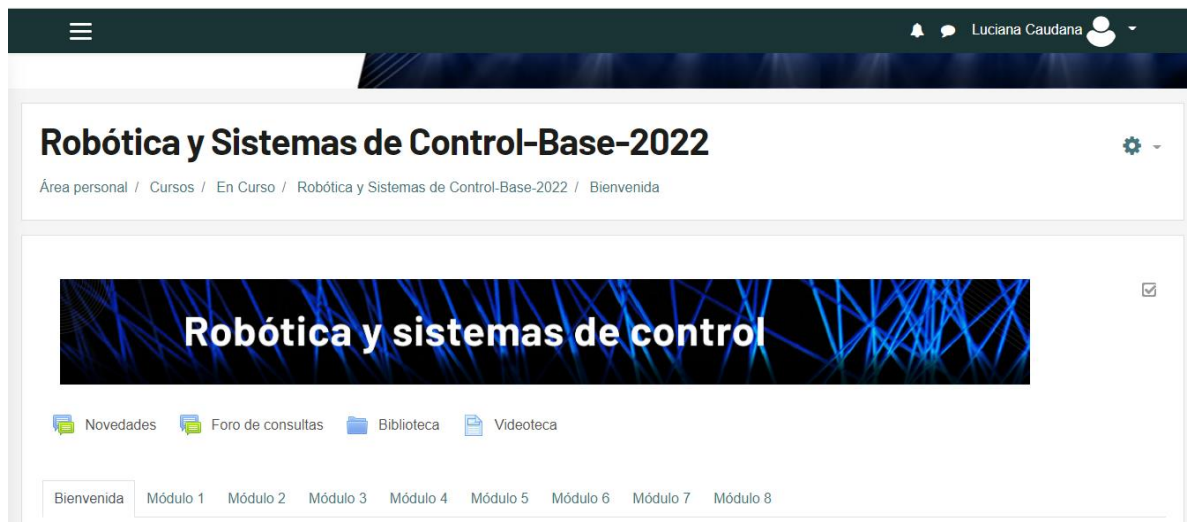 Luciana Caudana
Robótica y Sistemas de Control-Base-2022
Área personal / Cursos / En Curso / Robótica y Sistemas de Control-Base-2022 / Bienvenida
Robótica y sistemas de control
Novedades Foro de consultas Biblioteca Videoteca
Bienvenida Módulo 1 Módulo 2 Módulo 3 Módulo 4 Módulo 5 Módulo 6 Módulo 7 Módulo 8